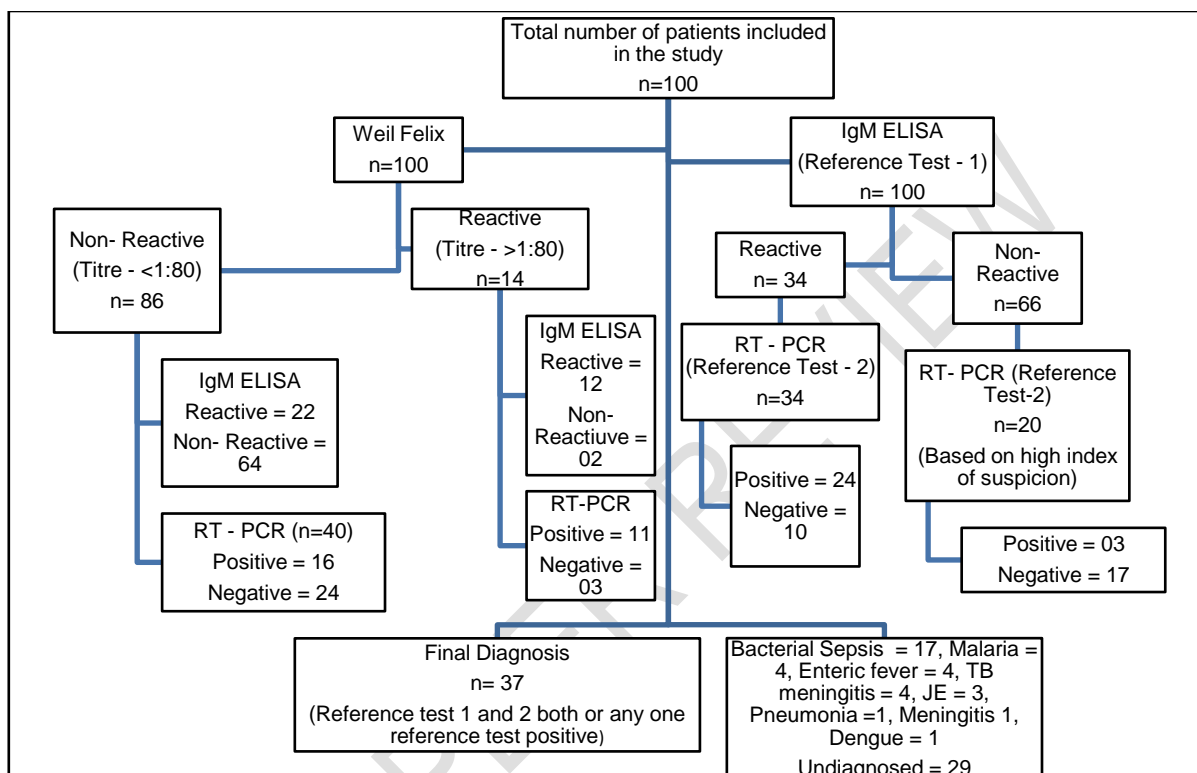 Total number of patients included
in the study
n=100
Weil Felix
n=100
IgM ELISA
(Reference Test - 1)
n= 100
Non- Reactive
(Titre - <1:80)
n= 86
Reactive
(Titre - >1:80)
n=14
Reactive
n= 34
Non-
Reactive
n=66
IgM ELISA
Reactive = 22
Non- Reactive =
64
IgM ELISA
Reactive =
12
Non-
Reactiuve =
02
RT - PCR
(Reference Test - 2)
n=34
RT- PCR (Reference
Test-2)
n=20
(Based on high index
of suspicion)
RT - PCR (n=40)
Positive = 16
Negative = 24
RT-PCR
Positive = 11
Negative =
03
Positive = 24
Negative =
10
Positive = 03
Negative = 17
Final Diagnosis
n= 37
(Reference test 1 and 2 both or any one
reference test positive)
Bacterial Sepsis = 17, Malaria =
4, Enteric fever = 4, TB
meningitis = 4, JE = 3,
Pneumonia =1, Meningitis 1,
Dengue = 1
Undiagnosed = 29
PEER REVIEW